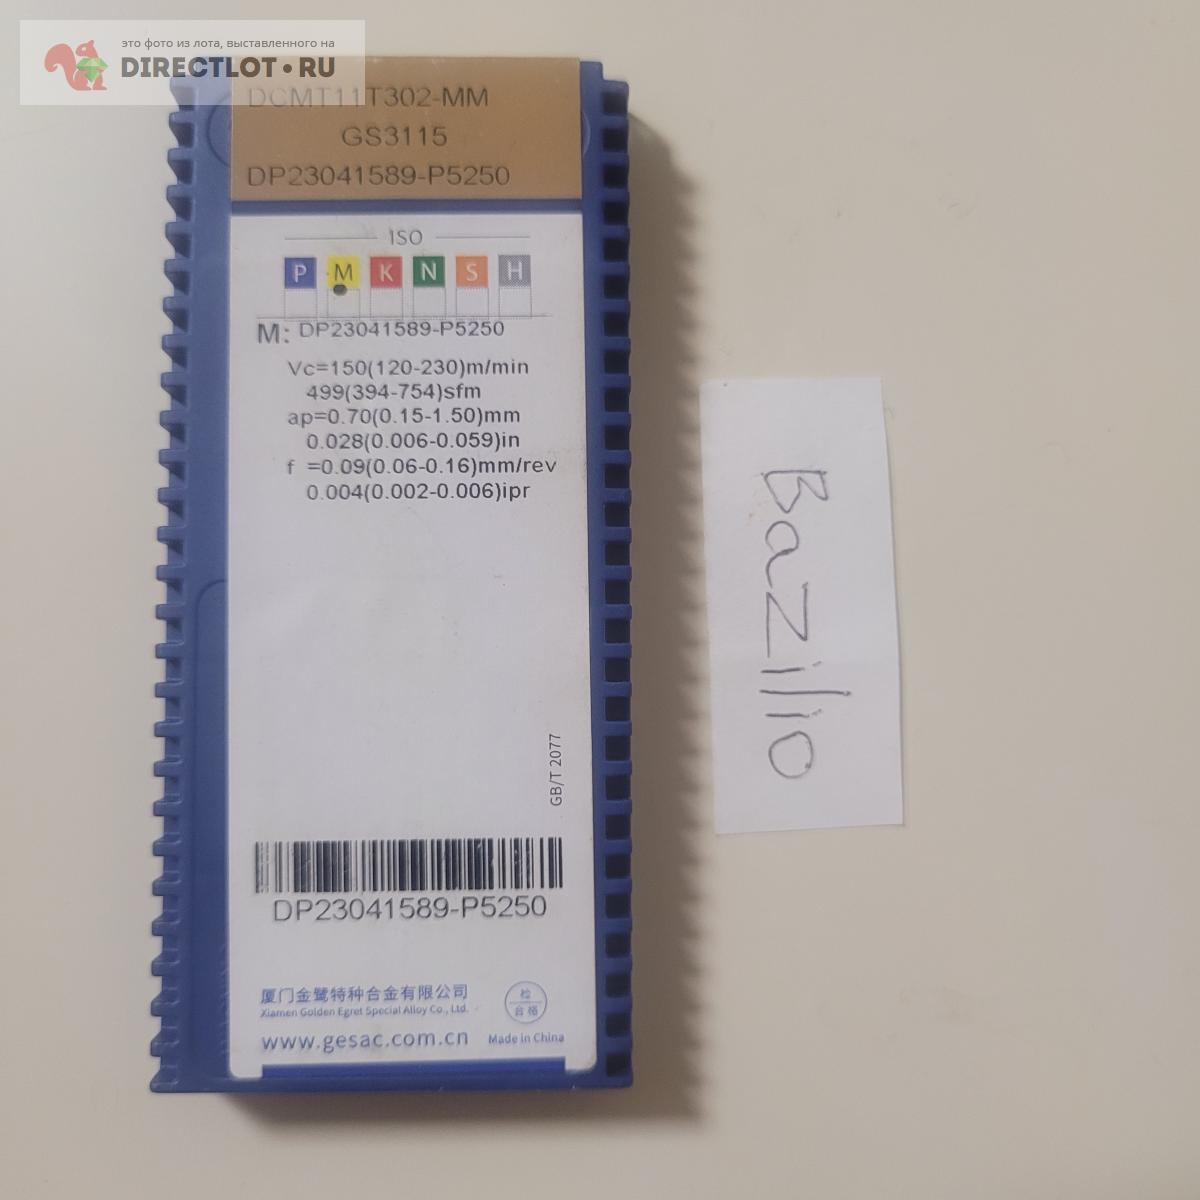 это фото из лота, выставленного на
DIRECTLOT•RU
DCMT11T302-MM
GS3115
DP23041589-P5250
ISO
P M K N S H
M: DP23041589-P5250
Vc=150(120-230)m/min
499(394-754)sfm
ap=0.70(0.15-1.50)mm
0.028(0.006-0.059)in
f =0.09(0.06-0.16)mm/rev
0.004(0.002-0.006)ipr
Bazillio
GB/T 2077
DP23041589-P5250
厦门金鹭特种合金有限公司
Xiamen Golden Egret Special Alloy Co., Ltd.
www.gesac.com.cn
检
合格
Made in China